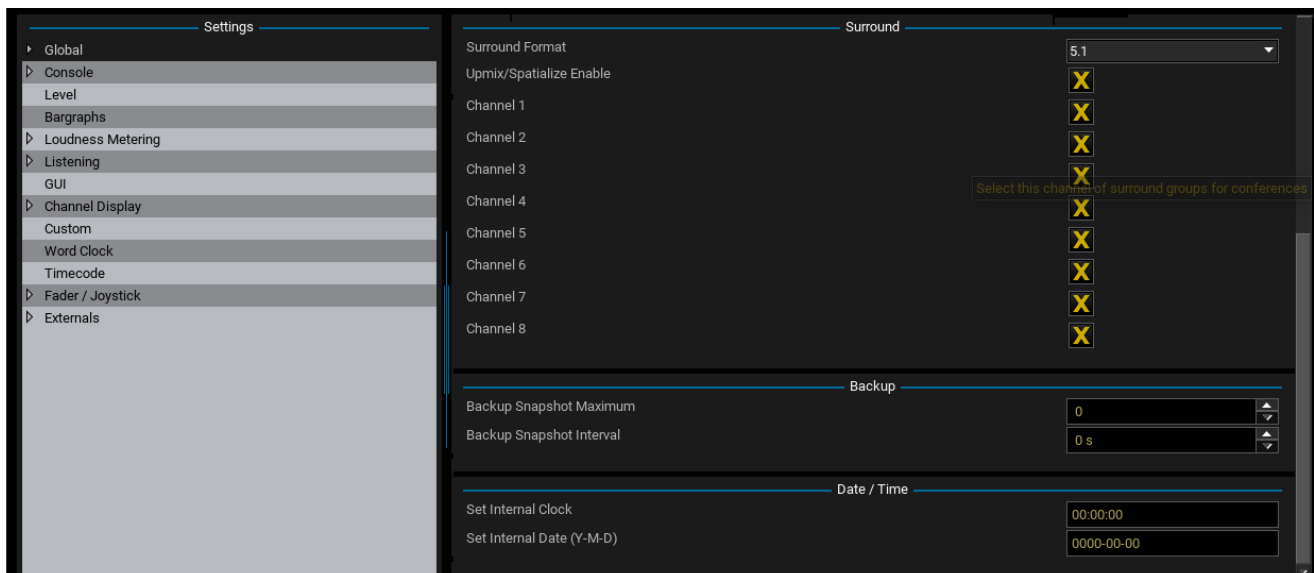 Settings
Global
Console
Level
Bargraphs
Loudness Metering
Listening
GUI
Channel Display
Custom
Word Clock
Timecode
Fader / Joystick
Externals
Surround
Surround Format 5.1
Upmix/Spatialize Enable X
Channel 1 X
Channel 2 X
Channel 3 X
Select this channel of surround groups for conferences
Channel 4 X
Channel 5 X
Channel 6 X
Channel 7 X
Channel 8 X
Backup
Backup Snapshot Maximum 0
Backup Snapshot Interval 0 s
Date / Time
Set Internal Clock 00:00:00
Set Internal Date (Y-M-D) 0000-00-00